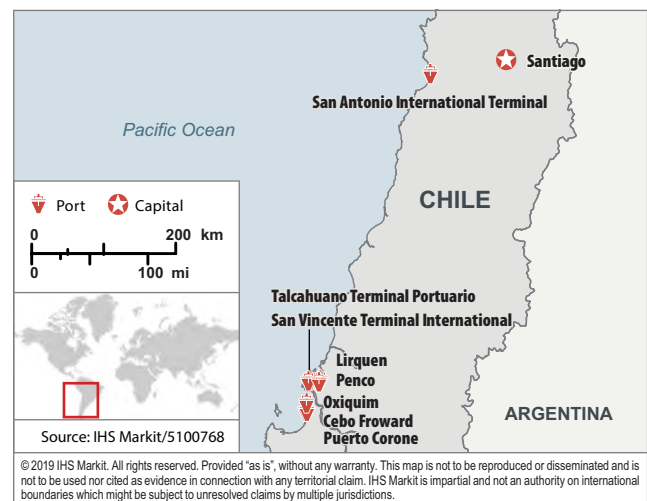 Santiago
San Antonio International Terminal
Pacific Ocean
Port
Capital
CHILE
0 200 km
0 100 mi
Talcahuano Terminal Portuario
San Vincente Terminal International
Lirquen
Penco
Oxiquim
Cebo Froward
Puerto Corone
ARGENTINA
Source: IHS Markit/5100768
© 2019 IHS Markit. All rights reserved. Provided “as is”, without any warranty. This map is not to be reproduced or disseminated and is
not to be used nor cited as evidence in connection with any territorial claim. IHS Markit is impartial and not an authority on international
boundaries which might be subject to unresolved claims by multiple jurisdictions.